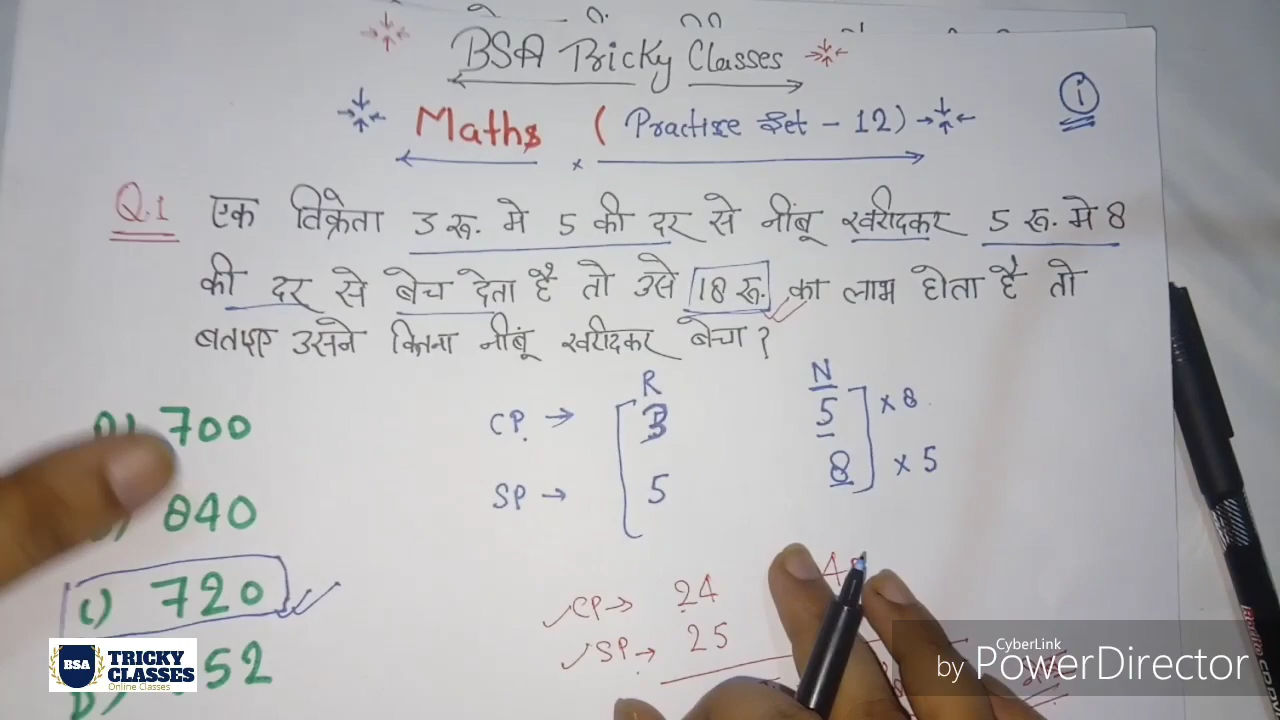 BSA Tricky Classes
Maths ( Practise Set - 12)
i
Q.1 एक विक्रेता 3 रू. मे 5 की दर से नींबू खरीदकर 5 रू. मे 8
की दर से बेच देता है तो उसे 18 रू. का लाभ होता है तो
बताइए उसने कितना नींबूं खरीदकर बेचा ?
R N
CP. → 3 5 × 8
SP → 5 8 × 5
700
840
C) 720
52
CP → 24
SP. → 25
BSA TRICKY CLASSES
Online Classes
CyberLink
by PowerDirector